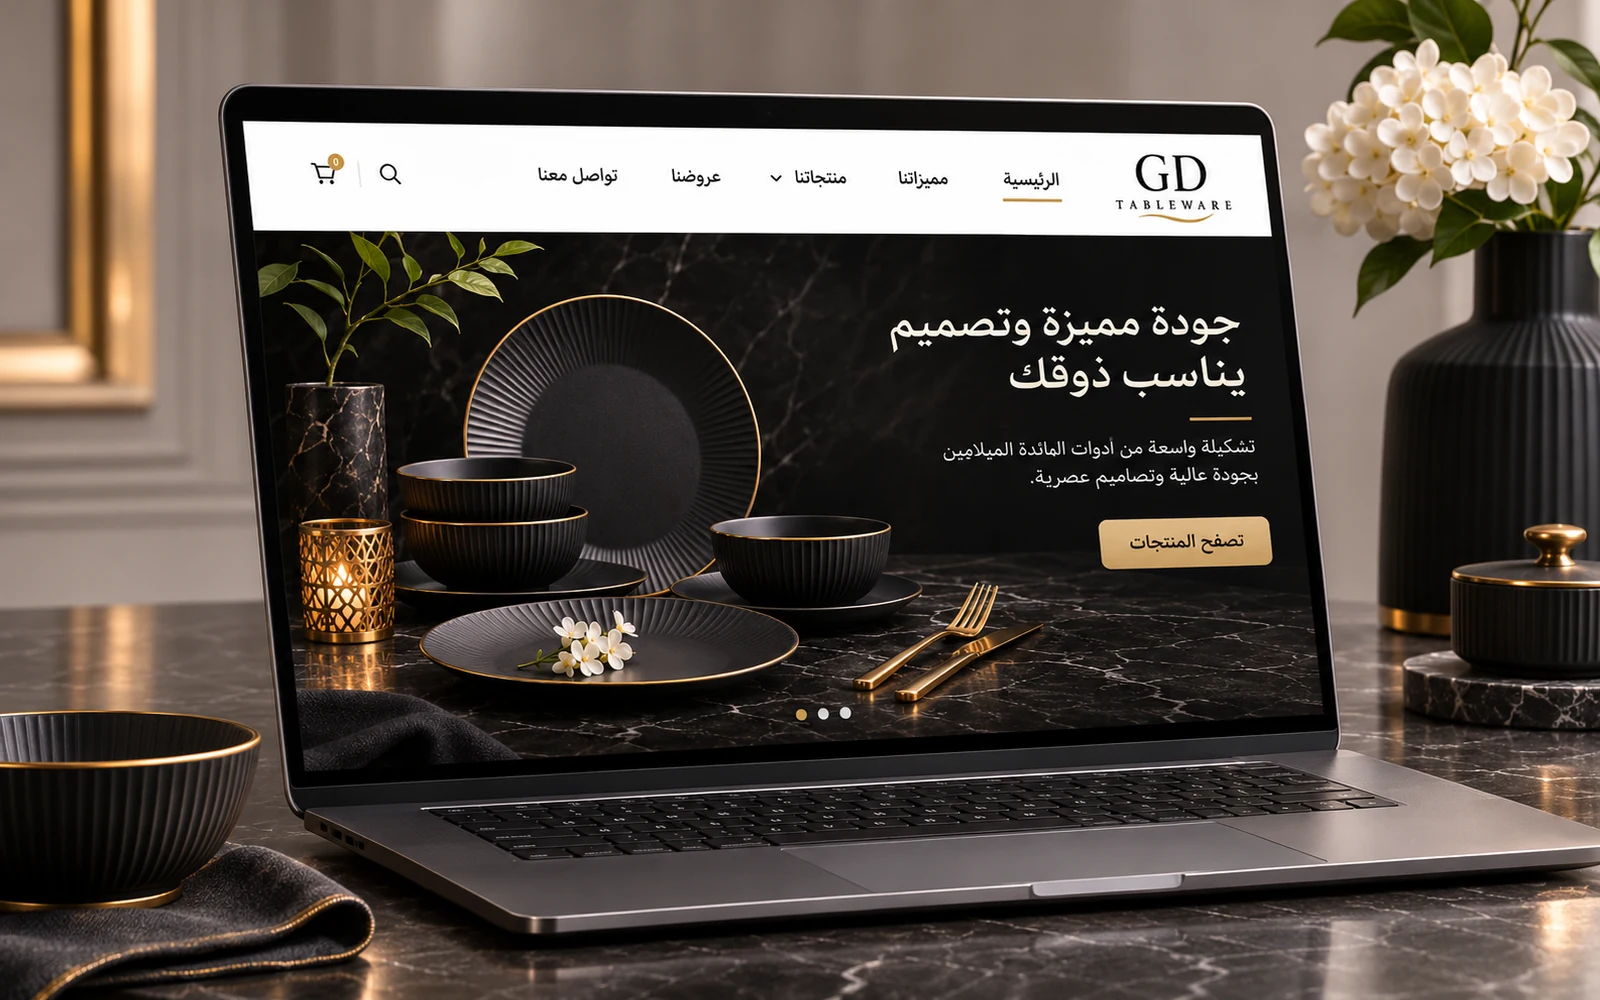 GD
TABLEWARE
الرئيسية
مميزاتنا
منتجاتنا
عروضنا
تواصل معنا
0
جودة مميزة وتصميم
يناسب ذوقك
تشكيلة واسعة من أدوات المائدة الميلامين
بجودة عالية وتصاميم عصرية.
تصفح المنتجات